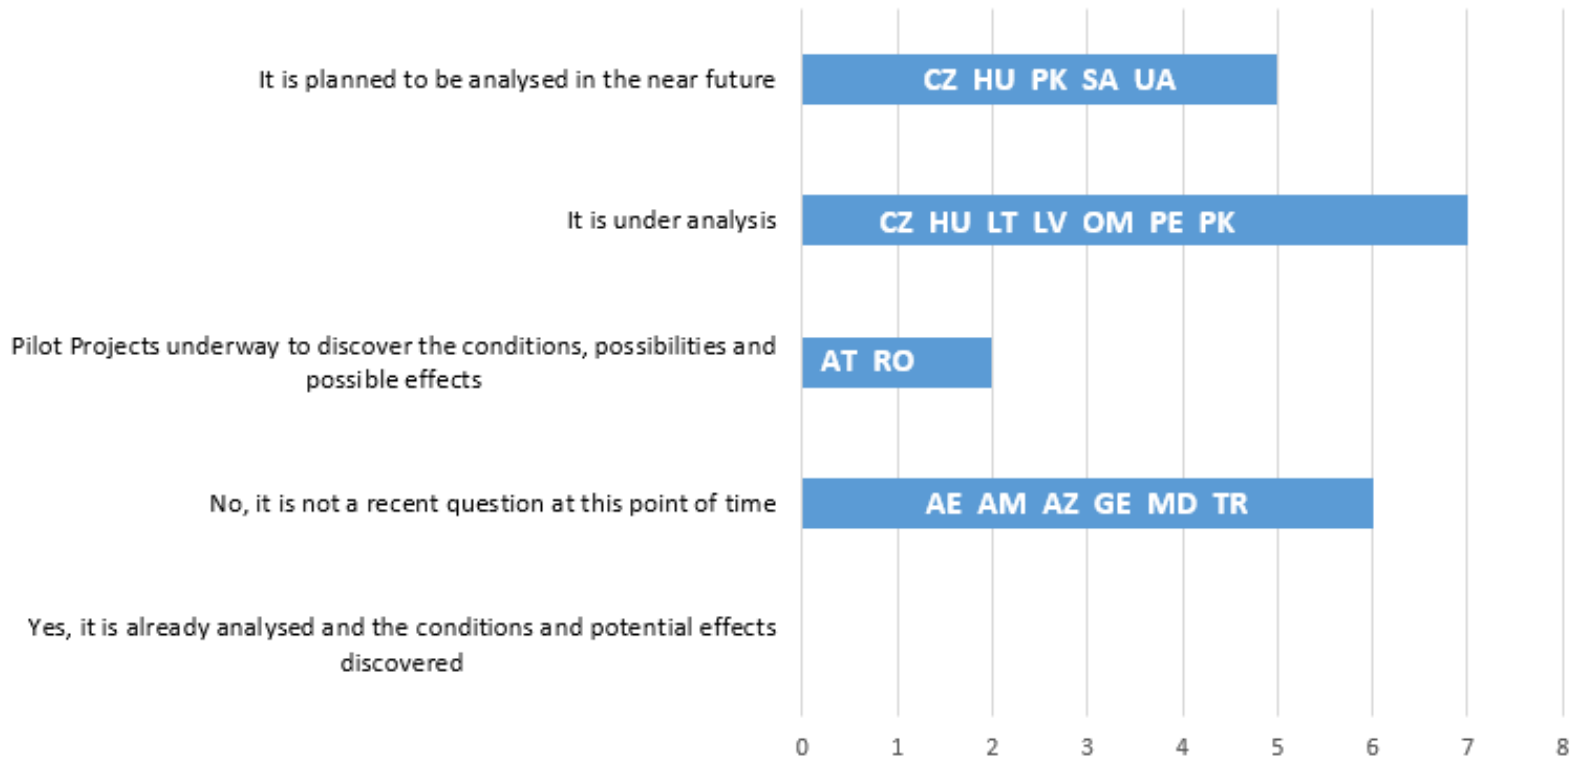 It is planned to be analysed in the near future
CZ HU PK SA UA
It is under analysis
CZ HU LT LV OM PE PK
Pilot Projects underway to discover the conditions, possibilities and
possible effects
AT RO
No, it is not a recent question at this point of time
AE AM AZ GE MD TR
Yes, it is already analysed and the conditions and potential effects
discovered
0 1 2 3 4 5 6 7 8